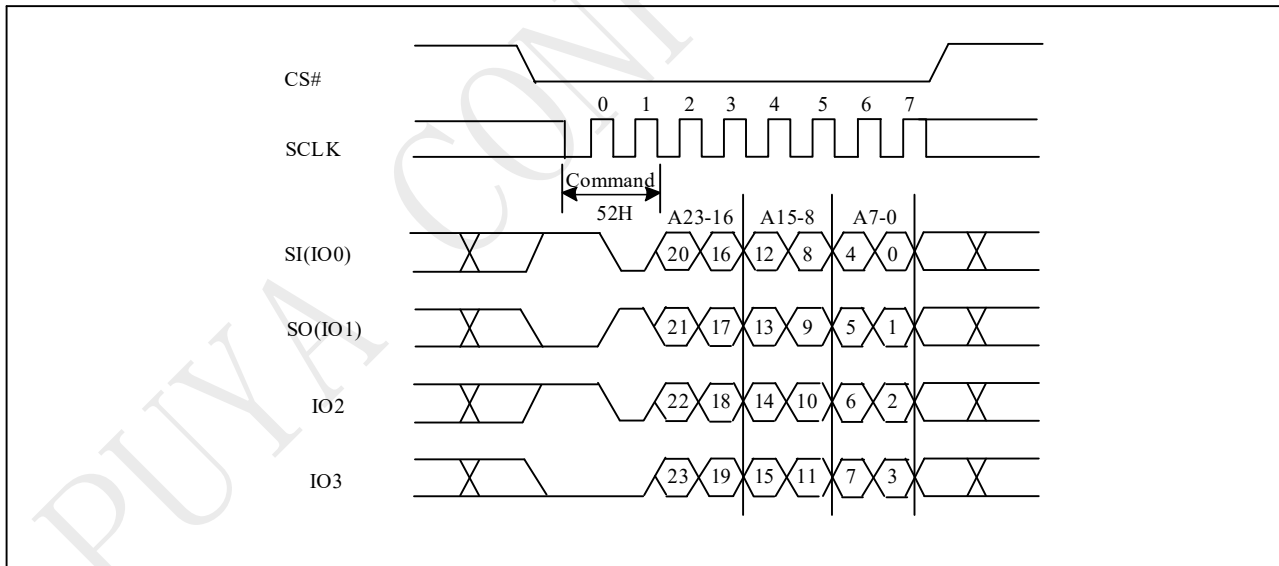 CS#
0 1 2 3 4 5 6 7
SCLK
Command
52H
A23-16 A15-8 A7-0
SI(IO0) 20 16 12 8 4 0
SO(IO1) 21 17 13 9 5 1
IO2 22 18 14 10 6 2
IO3 23 19 15 11 7 3
PUYA CONF